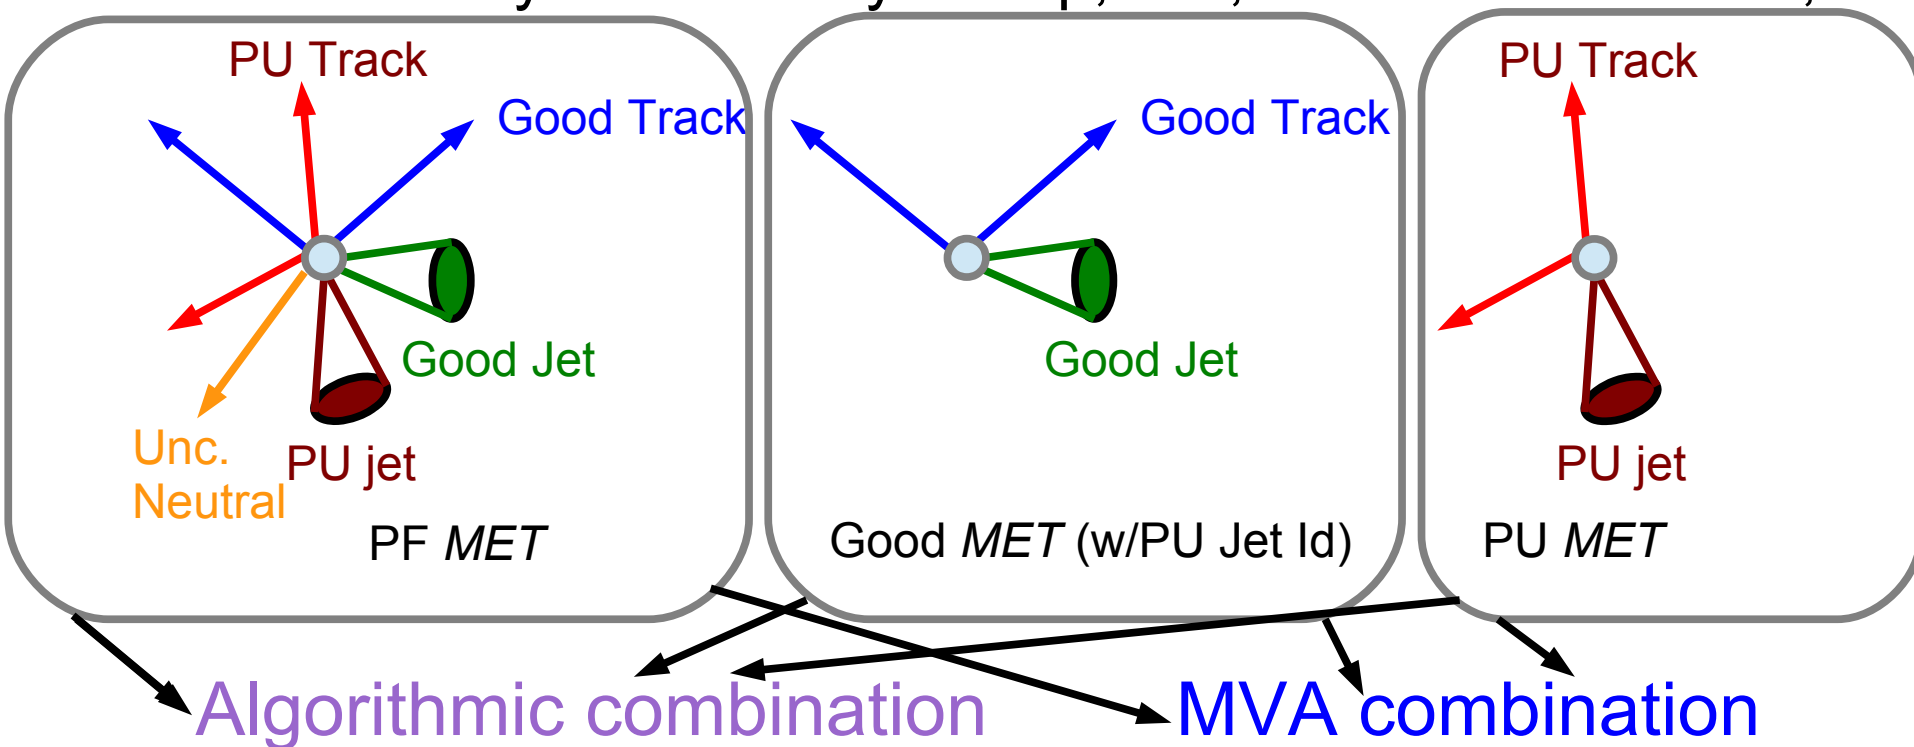 PU Track
Good Track
Good Jet
Unc.
Neutral
PU jet
PF MET
Good Track
Good Jet
Good MET (w/PU Jet Id)
PU Track
PU jet
PU MET
Algorithmic combination
MVA combination